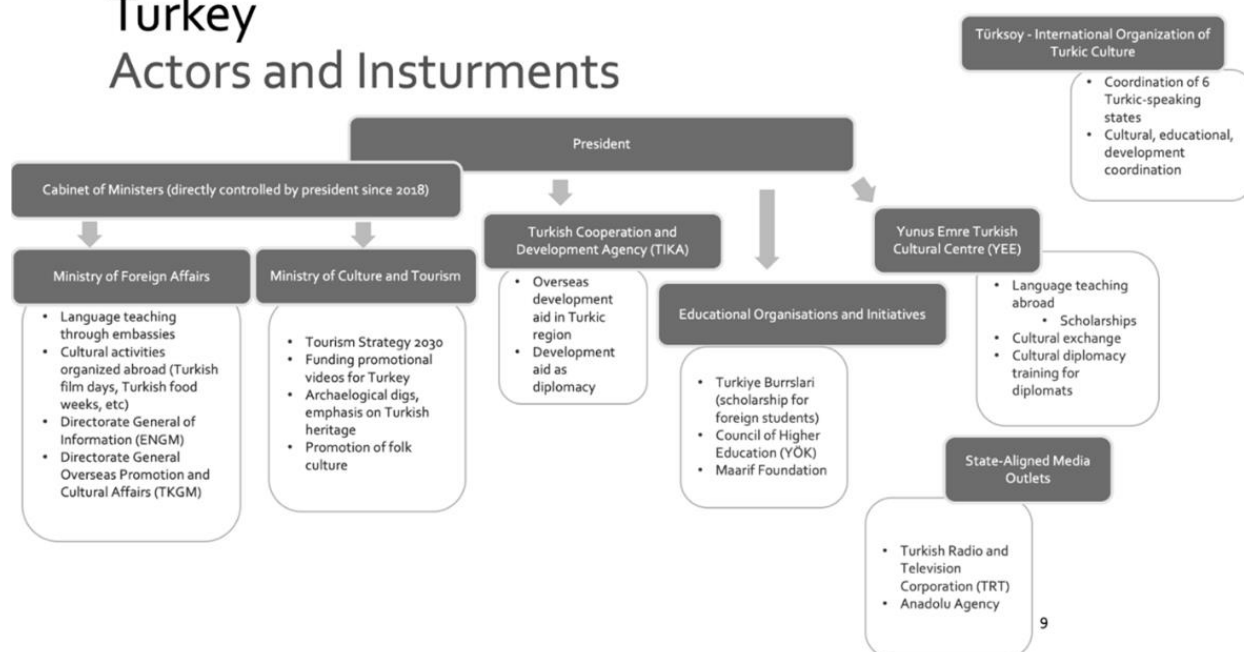 Turkey
Actors and Insturments
Türksoy - International Organization of
Turkic Culture
• Coordination of 6
Turkic-speaking
states
• Cultural, educational,
development
coordination
President
Cabinet of Ministers (directly controlled by president since 2018)
Ministry of Foreign Affairs
• Language teaching
through embassies
• Cultural activities
organized abroad (Turkish
film days, Turkish food
weeks, etc)
• Directorate General of
Information (ENGM)
• Directorate General
Overseas Promotion and
Cultural Affairs (TKGM)
Ministry of Culture and Tourism
• Tourism Strategy 2030
• Funding promotional
videos for Turkey
• Archaelogical digs,
emphasis on Turkish
heritage
• Promotion of folk
culture
Turkish Cooperation and
Development Agency (TIKA)
• Overseas
development
aid in Turkic
region
• Development
aid as
diplomacy
Educational Organisations and Initiatives
• Turkiye Burrslari
(scholarship for
foreign students)
• Council of Higher
Education (YÖK)
• Maarif Foundation
Yunus Emre Turkish
Cultural Centre (YEE)
• Language teaching
abroad
• Scholarships
• Cultural exchange
• Cultural diplomacy
training for
diplomats
State-Aligned Media
Outlets
• Turkish Radio and
Television
Corporation (TRT)
• Anadolu Agency
9